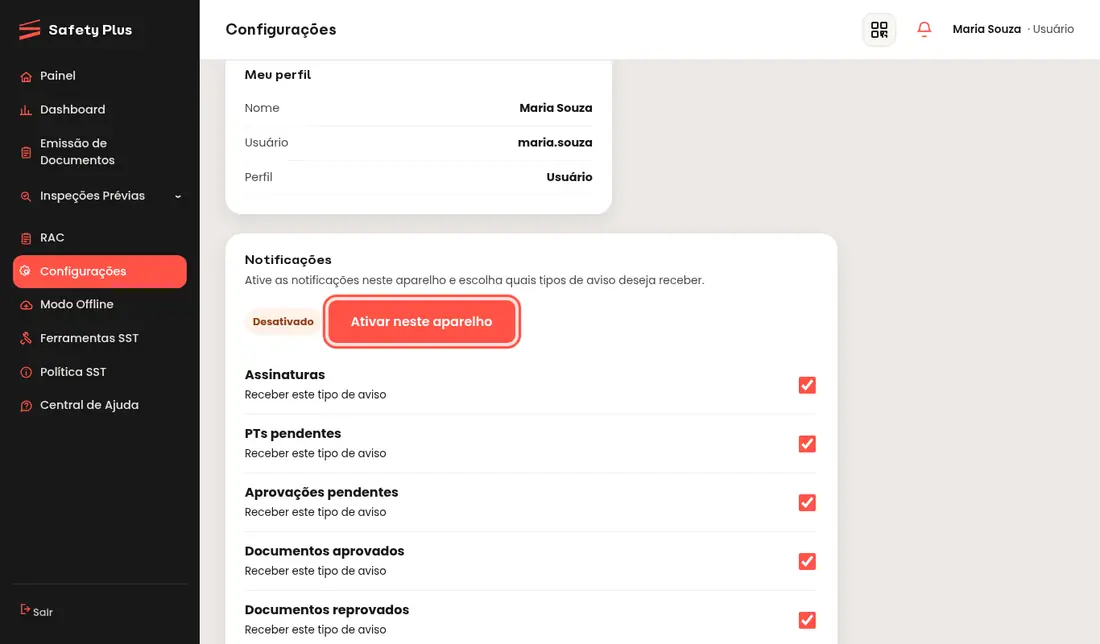 Safety Plus
Painel
Dashboard
Emissão de
Documentos
Inspeções Prévias
RAC
Configurações
Modo Offline
Ferramentas SST
Política SST
Central de Ajuda
Sair
Configurações
Maria Souza · Usuário
Meu perfil
Nome Maria Souza
Usuário maria.souza
Perfil Usuário
Notificações
Ative as notificações neste aparelho e escolha quais tipos de aviso deseja receber.
Desativado Ativar neste aparelho
Assinaturas
Receber este tipo de aviso
PTs pendentes
Receber este tipo de aviso
Aprovações pendentes
Receber este tipo de aviso
Documentos aprovados
Receber este tipo de aviso
Documentos reprovados
Receber este tipo de aviso